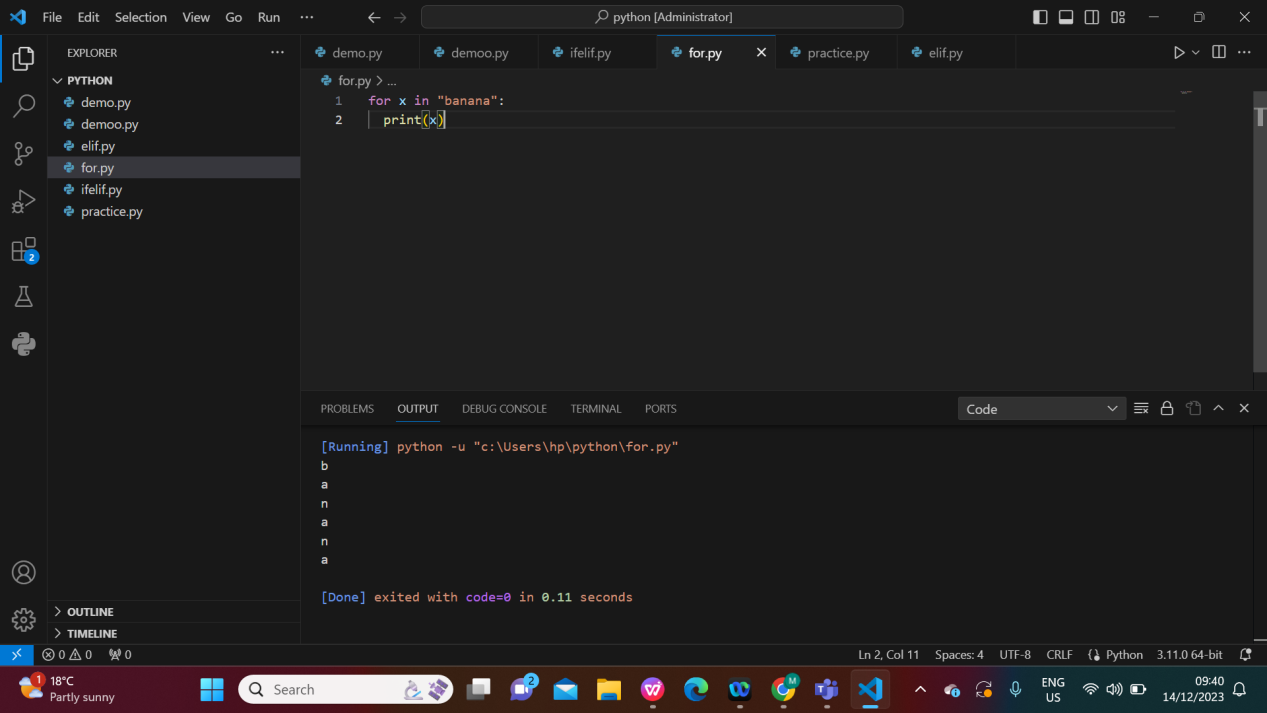 File Edit Selection View Go Run ···
python [Administrator]
EXPLORER
demo.py demoo.py ifelif.py for.py practice.py elif.py
PYTHON
demo.py
demoo.py
elif.py
for.py
ifelif.py
practice.py
2
for.py > ...
1 for x in "banana":
2 print(x)
PROBLEMS OUTPUT DEBUG CONSOLE TERMINAL PORTS
Code
[Running] python -u "c:\Users\hp\python\for.py"
b
a
n
a
n
a
[Done] exited with code=0 in 0.11 seconds
OUTLINE
TIMELINE
0 0 0
Ln 2, Col 11 Spaces: 4 UTF-8 CRLF Python 3.11.0 64-bit
1 18°C
Partly sunny
Search
2
M
ENG
US
09:40
14/12/2023